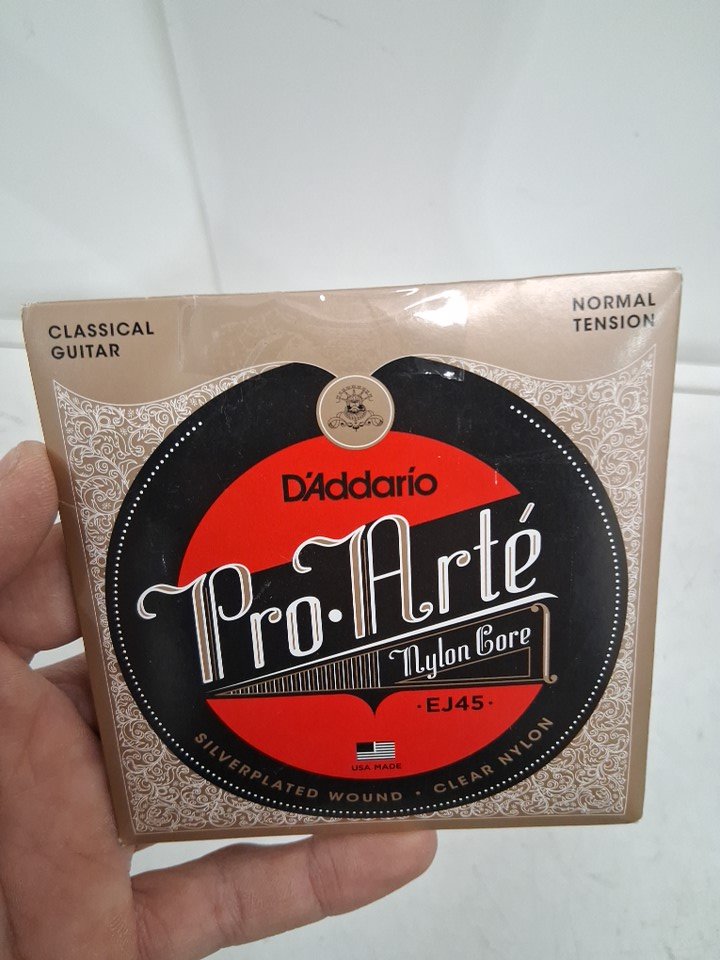 CLASSICAL
GUITAR
NORMAL
TENSION
D'Addario
Pro·Arté
Nylon Core
·EJ45·
USA MADE
SILVERPLATED WOUND · CLEAR NYLON